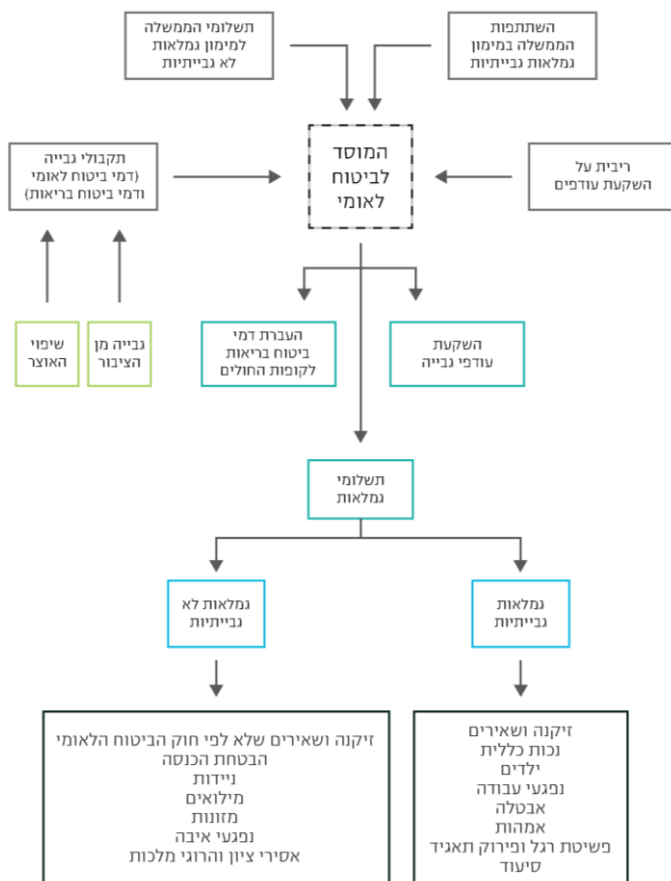 תשלומי הממשלה
למימון גמלאות
לא גבייתיות
השתתפות
הממשלה במימון
גמלאות גבייתיות
המוסד
לביטוח
לאומי
תקבולי גבייה
(דמי ביטוח לאומי
ודמי ביטוח בריאות)
ריבית על
השקעת עודפים
שיפוי
האוצר
גבייה מן
הציבור
העברת דמי
ביטוח בריאות
לקופות החולים
השקעת
עודפי גבייה
תשלומי
גמלאות
גמלאות לא
גבייתיות
גמלאות
גבייתיות
זיקנה ושאירים שלא לפי חוק הביטוח הלאומי
הבטחת הכנסה
ניידות
מילואים
מזונות
נפגעי איבה
אסירי ציון והרוגי מלכות
זיקנה ושאירים
נכות כללית
ילדים
נפגעי עבודה
אבטלה
אמהות
פשיטת רגל ופירוק תאגיד
סיעוד